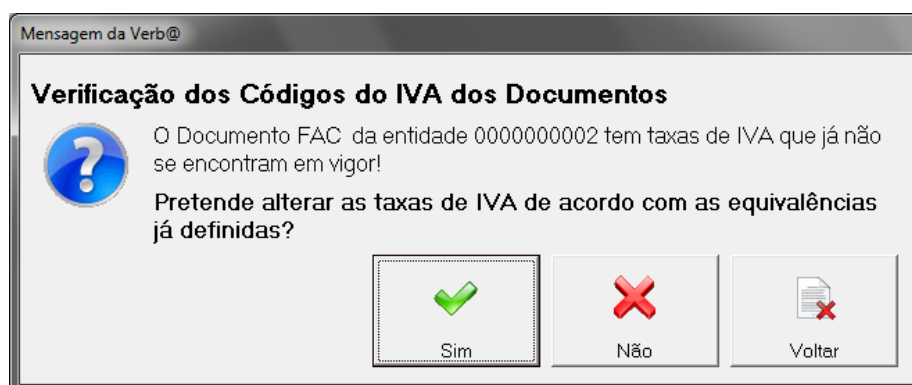 Mensagem da Verb@
Verificação dos Códigos do IVA dos Documentos
O Documento FAC da entidade 0000000002 tem taxas de IVA que já não
se encontram em vigor!
Pretende alterar as taxas de IVA de acordo com as equivalências
já definidas?
Sim
Não
Voltar